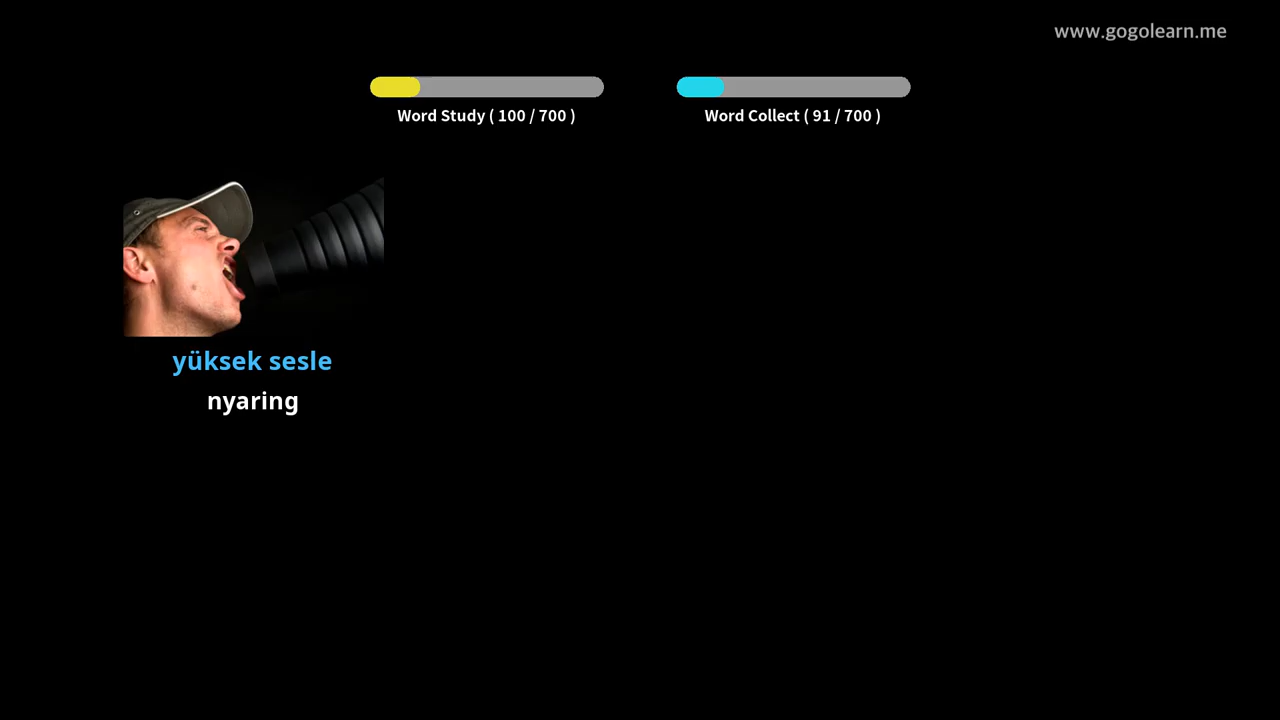 www.gogolearn.me
Word Study ( 100 / 700 )
Word Collect ( 91 / 700 )
yüksek sesle
nyaring